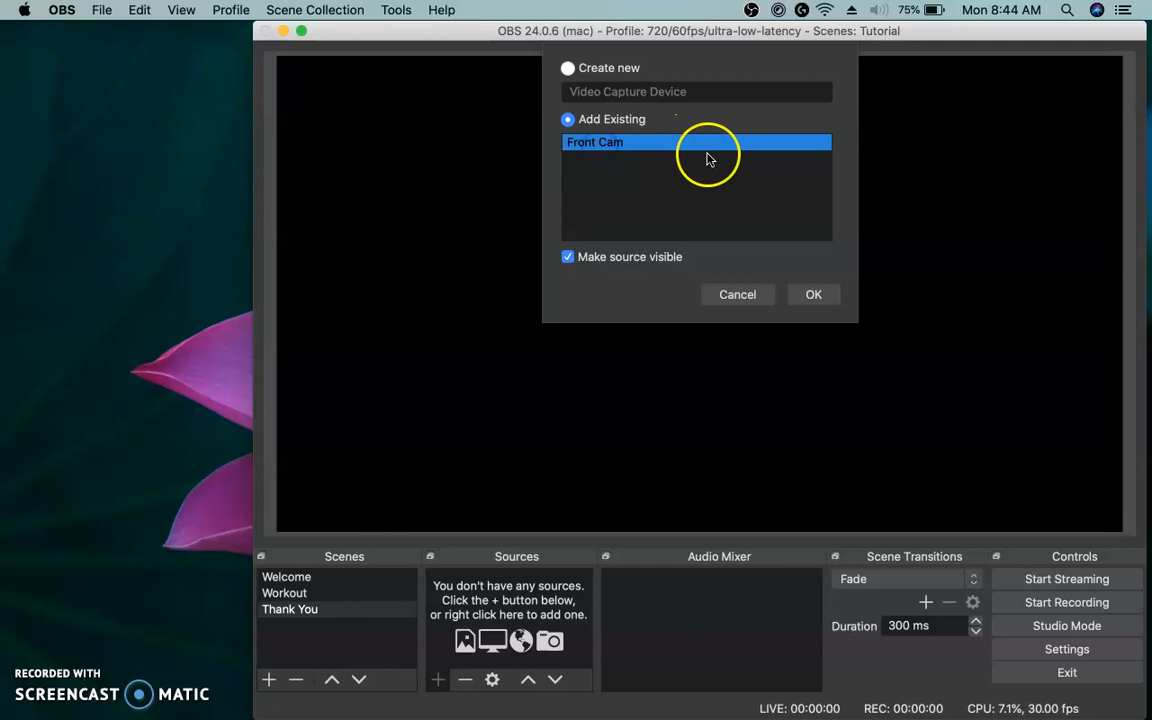 OBS File Edit View Profile Scene Collection Tools Help 75% Mon 8:44 AM
OBS 24.0.6 (mac) - Profile: 720/60fps/ultra-low-latency - Scenes: Tutorial
Create new
Video Capture Device
Add Existing
Front Cam
Make source visible
Cancel OK
Scenes Sources Audio Mixer Scene Transitions Controls
Welcome
Workout
Thank You
You don't have any sources.
Click the + button below,
or right click here to add one.
Fade
Duration 300 ms
Start Streaming
Start Recording
Studio Mode
Settings
Exit
RECORDED WITH
SCREENCAST MATIC
LIVE: 00:00:00 REC: 00:00:00 CPU: 7.1%, 30.00 fps